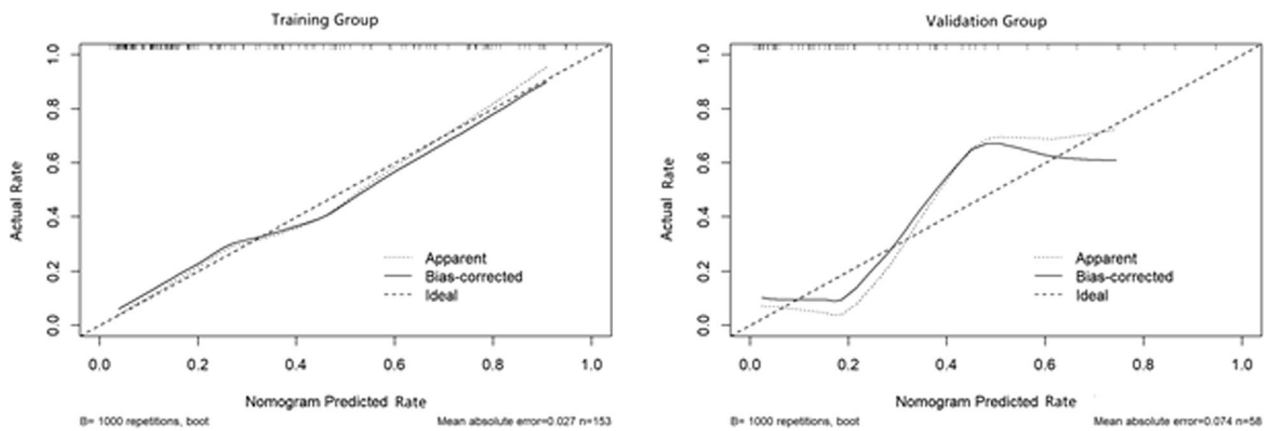 Training Group
Actual Rate
0.0 0.2 0.4 0.6 0.8 1.0
Apparent
Bias-corrected
Ideal
0.0 0.2 0.4 0.6 0.8 1.0
Nomogram Predicted Rate
B= 1000 repetitions, boot
Mean absolute error=0.027 n=153
Validation Group
Actual Rate
0.0 0.2 0.4 0.6 0.8 1.0
Apparent
Bias-corrected
Ideal
0.0 0.2 0.4 0.6 0.8 1.0
Nomogram Predicted Rate
B= 1000 repetitions, boot
Mean absolute error=0.074 n=58